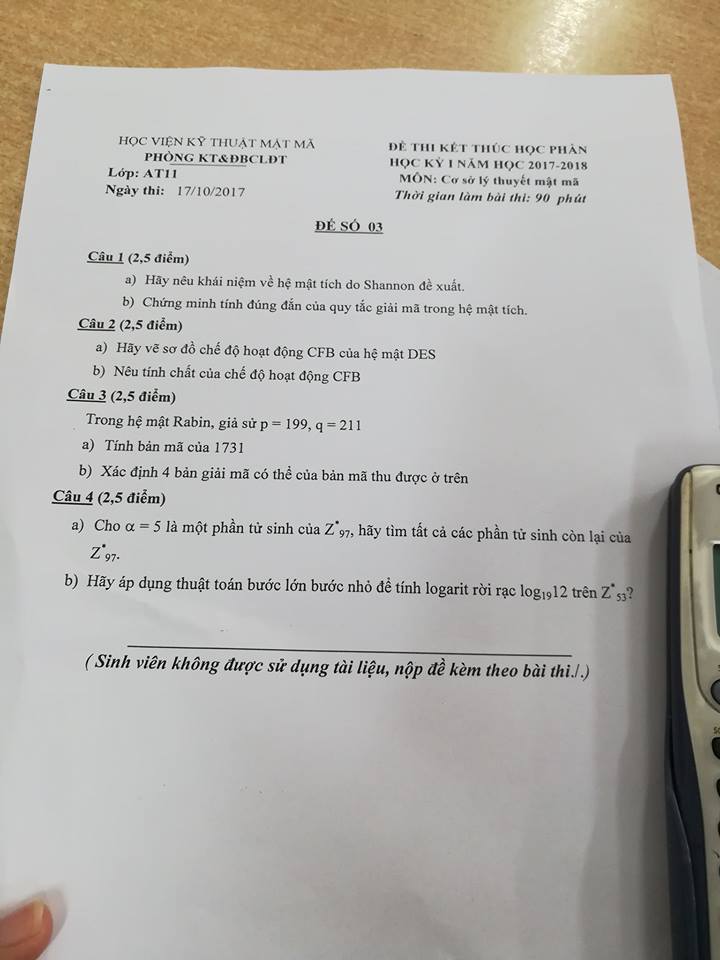 HỌC VIỆN KỸ THUẬT MẬT MÃ
PHÒNG KT&ĐBCLĐT
Lớp: AT11
Ngày thi: 17/10/2017
ĐỀ THI KẾT THÚC HỌC PHẦN
HỌC KỲ I NĂM HỌC 2017-2018
MÔN: Cơ sở lý thuyết mật mã
Thời gian làm bài thi: 90 phút
ĐỀ SỐ 03
Câu 1 (2,5 điểm)
a) Hãy nêu khái niệm về hệ mật tích do Shannon đề xuất.
b) Chứng minh tính đúng đắn của quy tắc giải mã trong hệ mật tích.
Câu 2 (2,5 điểm)
a) Hãy vẽ sơ đồ chế độ hoạt động CFB của hệ mật DES
b) Nêu tính chất của chế độ hoạt động CFB
Câu 3 (2,5 điểm)
Trong hệ mật Rabin, giả sử p = 199, q = 211
a) Tính bản mã của 1731
b) Xác định 4 bản giải mã có thể của bản mã thu được ở trên
Câu 4 (2,5 điểm)
a) Cho α = 5 là một phần tử sinh của Z*97, hãy tìm tất cả các phần tử sinh còn lại của
Z*97.
b) Hãy áp dụng thuật toán bước lớn bước nhỏ để tính logarit rời rạc log1912 trên Z*53?
( Sinh viên không được sử dụng tài liệu, nộp đề kèm theo bài thi./.)